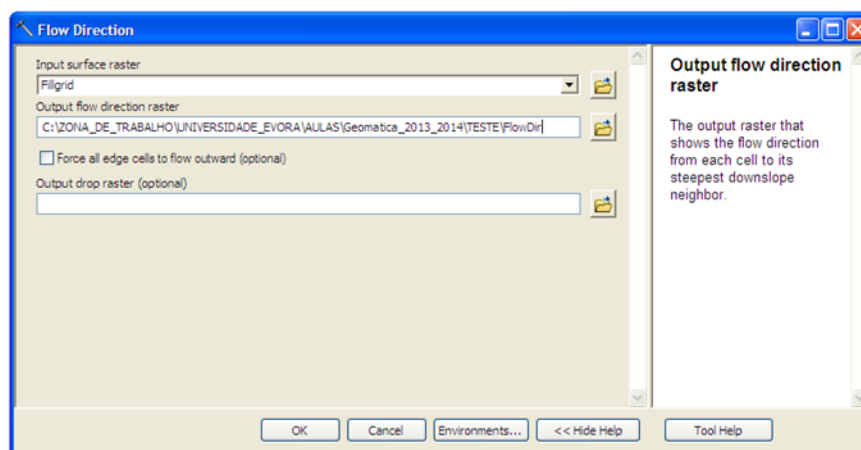 Flow Direction
Input surface raster
Fillgrid
Output flow direction raster
C:\ZONA_DE_TRABALHO\UNIVERSIDADE_EVORA\AULAS\Geomatica_2013_2014\TESTE\FlowDir
Force all edge cells to flow outward (optional)
Output drop raster (optional)
Output flow direction
raster
The output raster that
shows the flow direction
from each cell to its
steepest downslope
neighbor.
OK
Cancel
Environments...
<< Hide Help
Tool Help